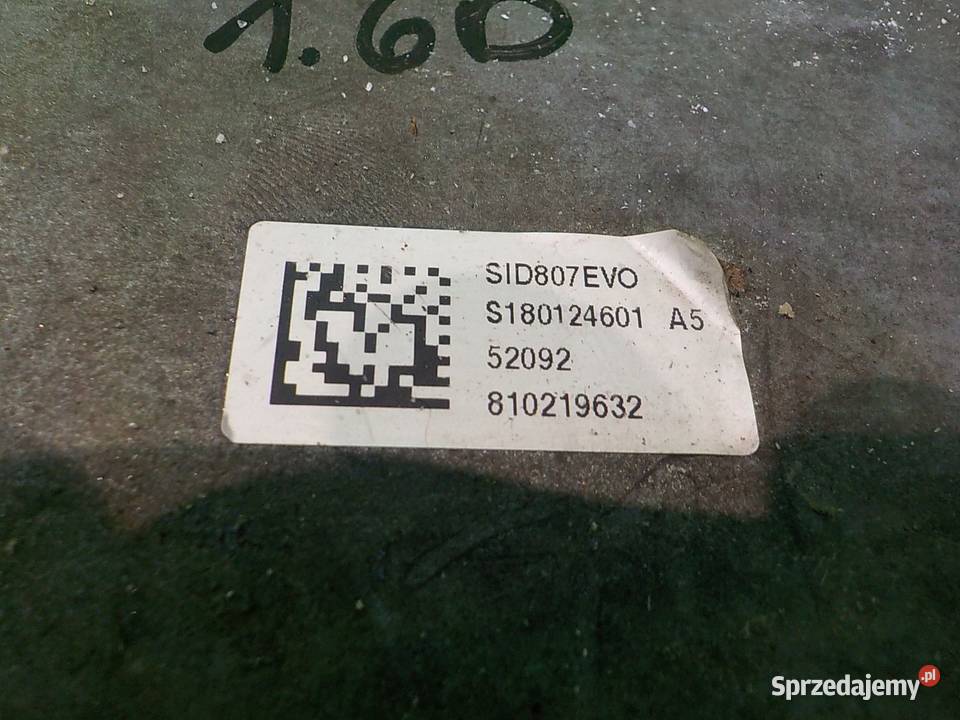 1.6D
SID807EVO
S180124601 A5
52092
810219632
Sprzedajemy.pl